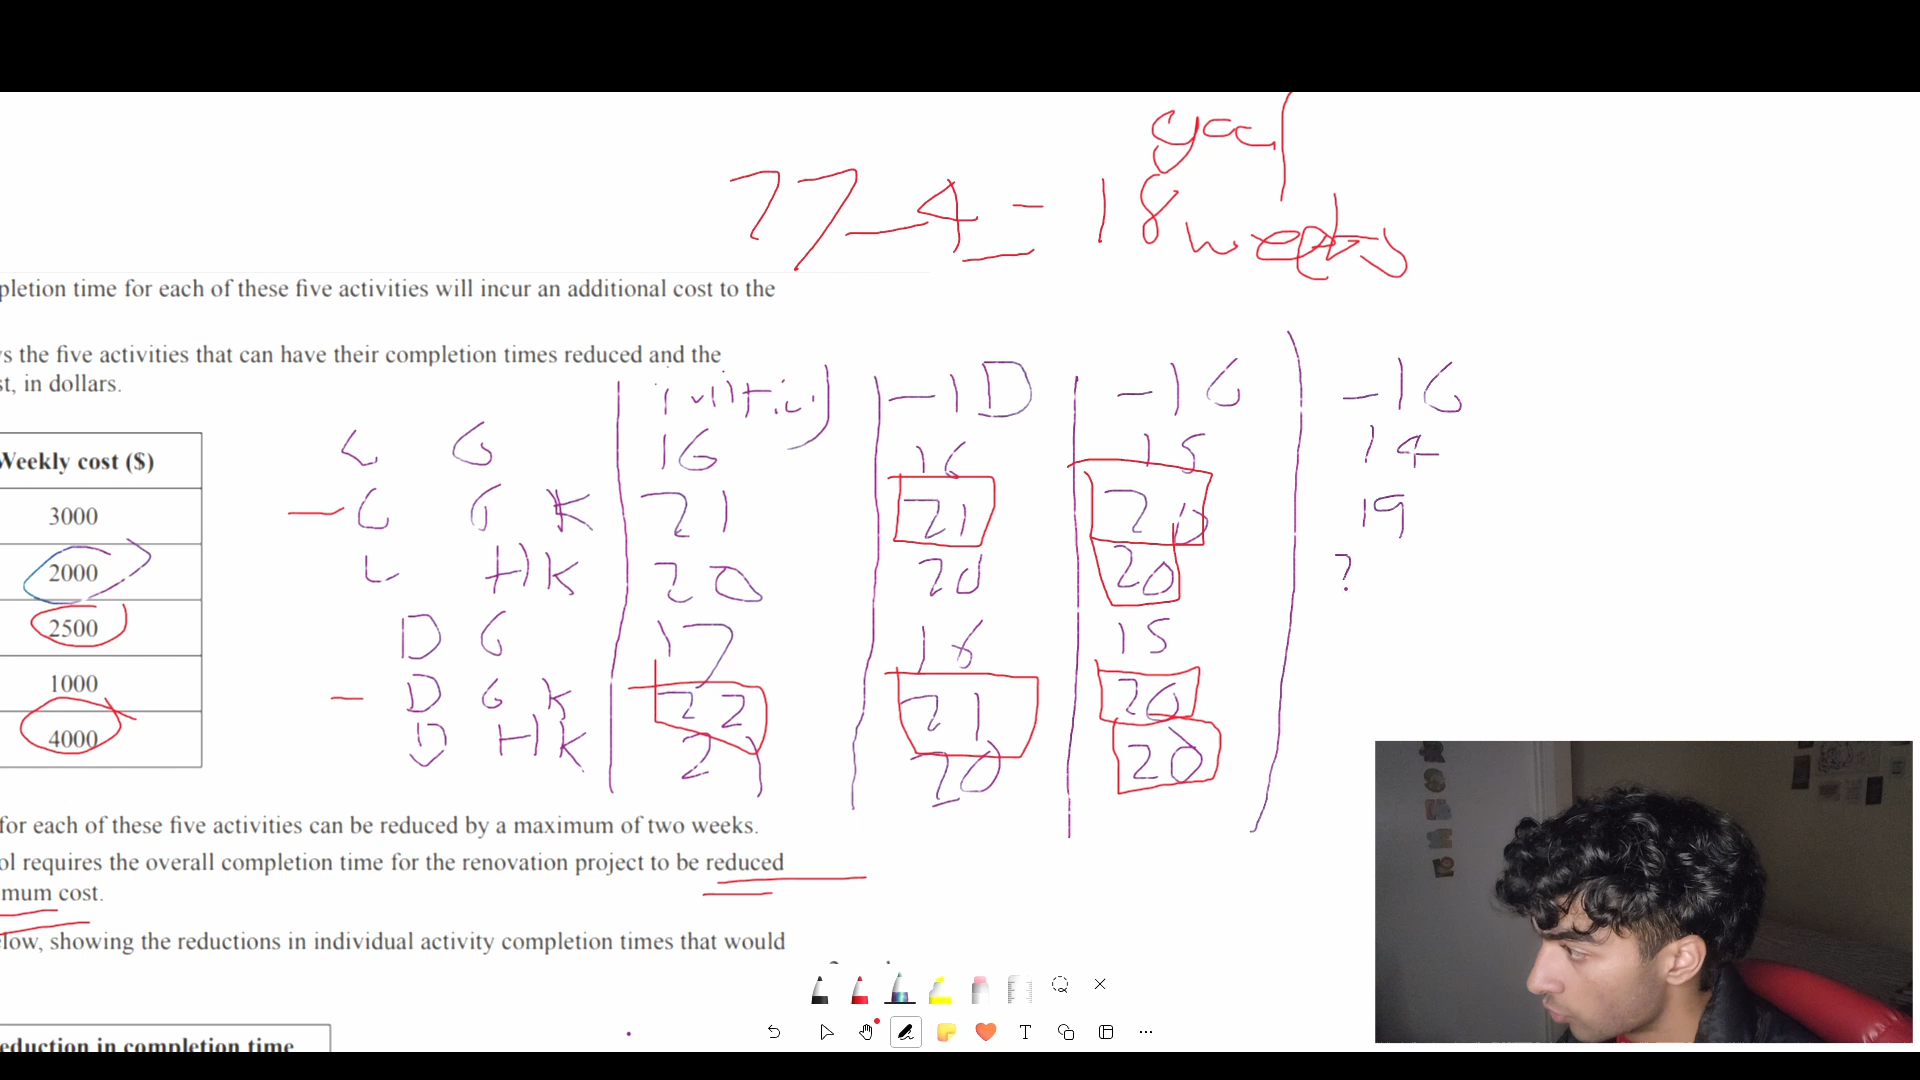 goal
22 - 4 = 18 weeks
pletion time for each of these five activities will incur an additional cost to the
s the five activities that can have their completion times reduced and the
st, in dollars.
initial -1D -1G -1G
Weekly cost ($)
3000
2000
2500
1000
4000
C G 16 16 15 14
- C G K 21 21 20 19
C H K 20 20 20 ?
D G 17 16 15
- D G K 22 21 20
D H K 21 20 20
for each of these five activities can be reduced by a maximum of two weeks.
ol requires the overall completion time for the renovation project to be reduced
mum cost.
low, showing the reductions in individual activity completion times that would
eduction in completion time
T